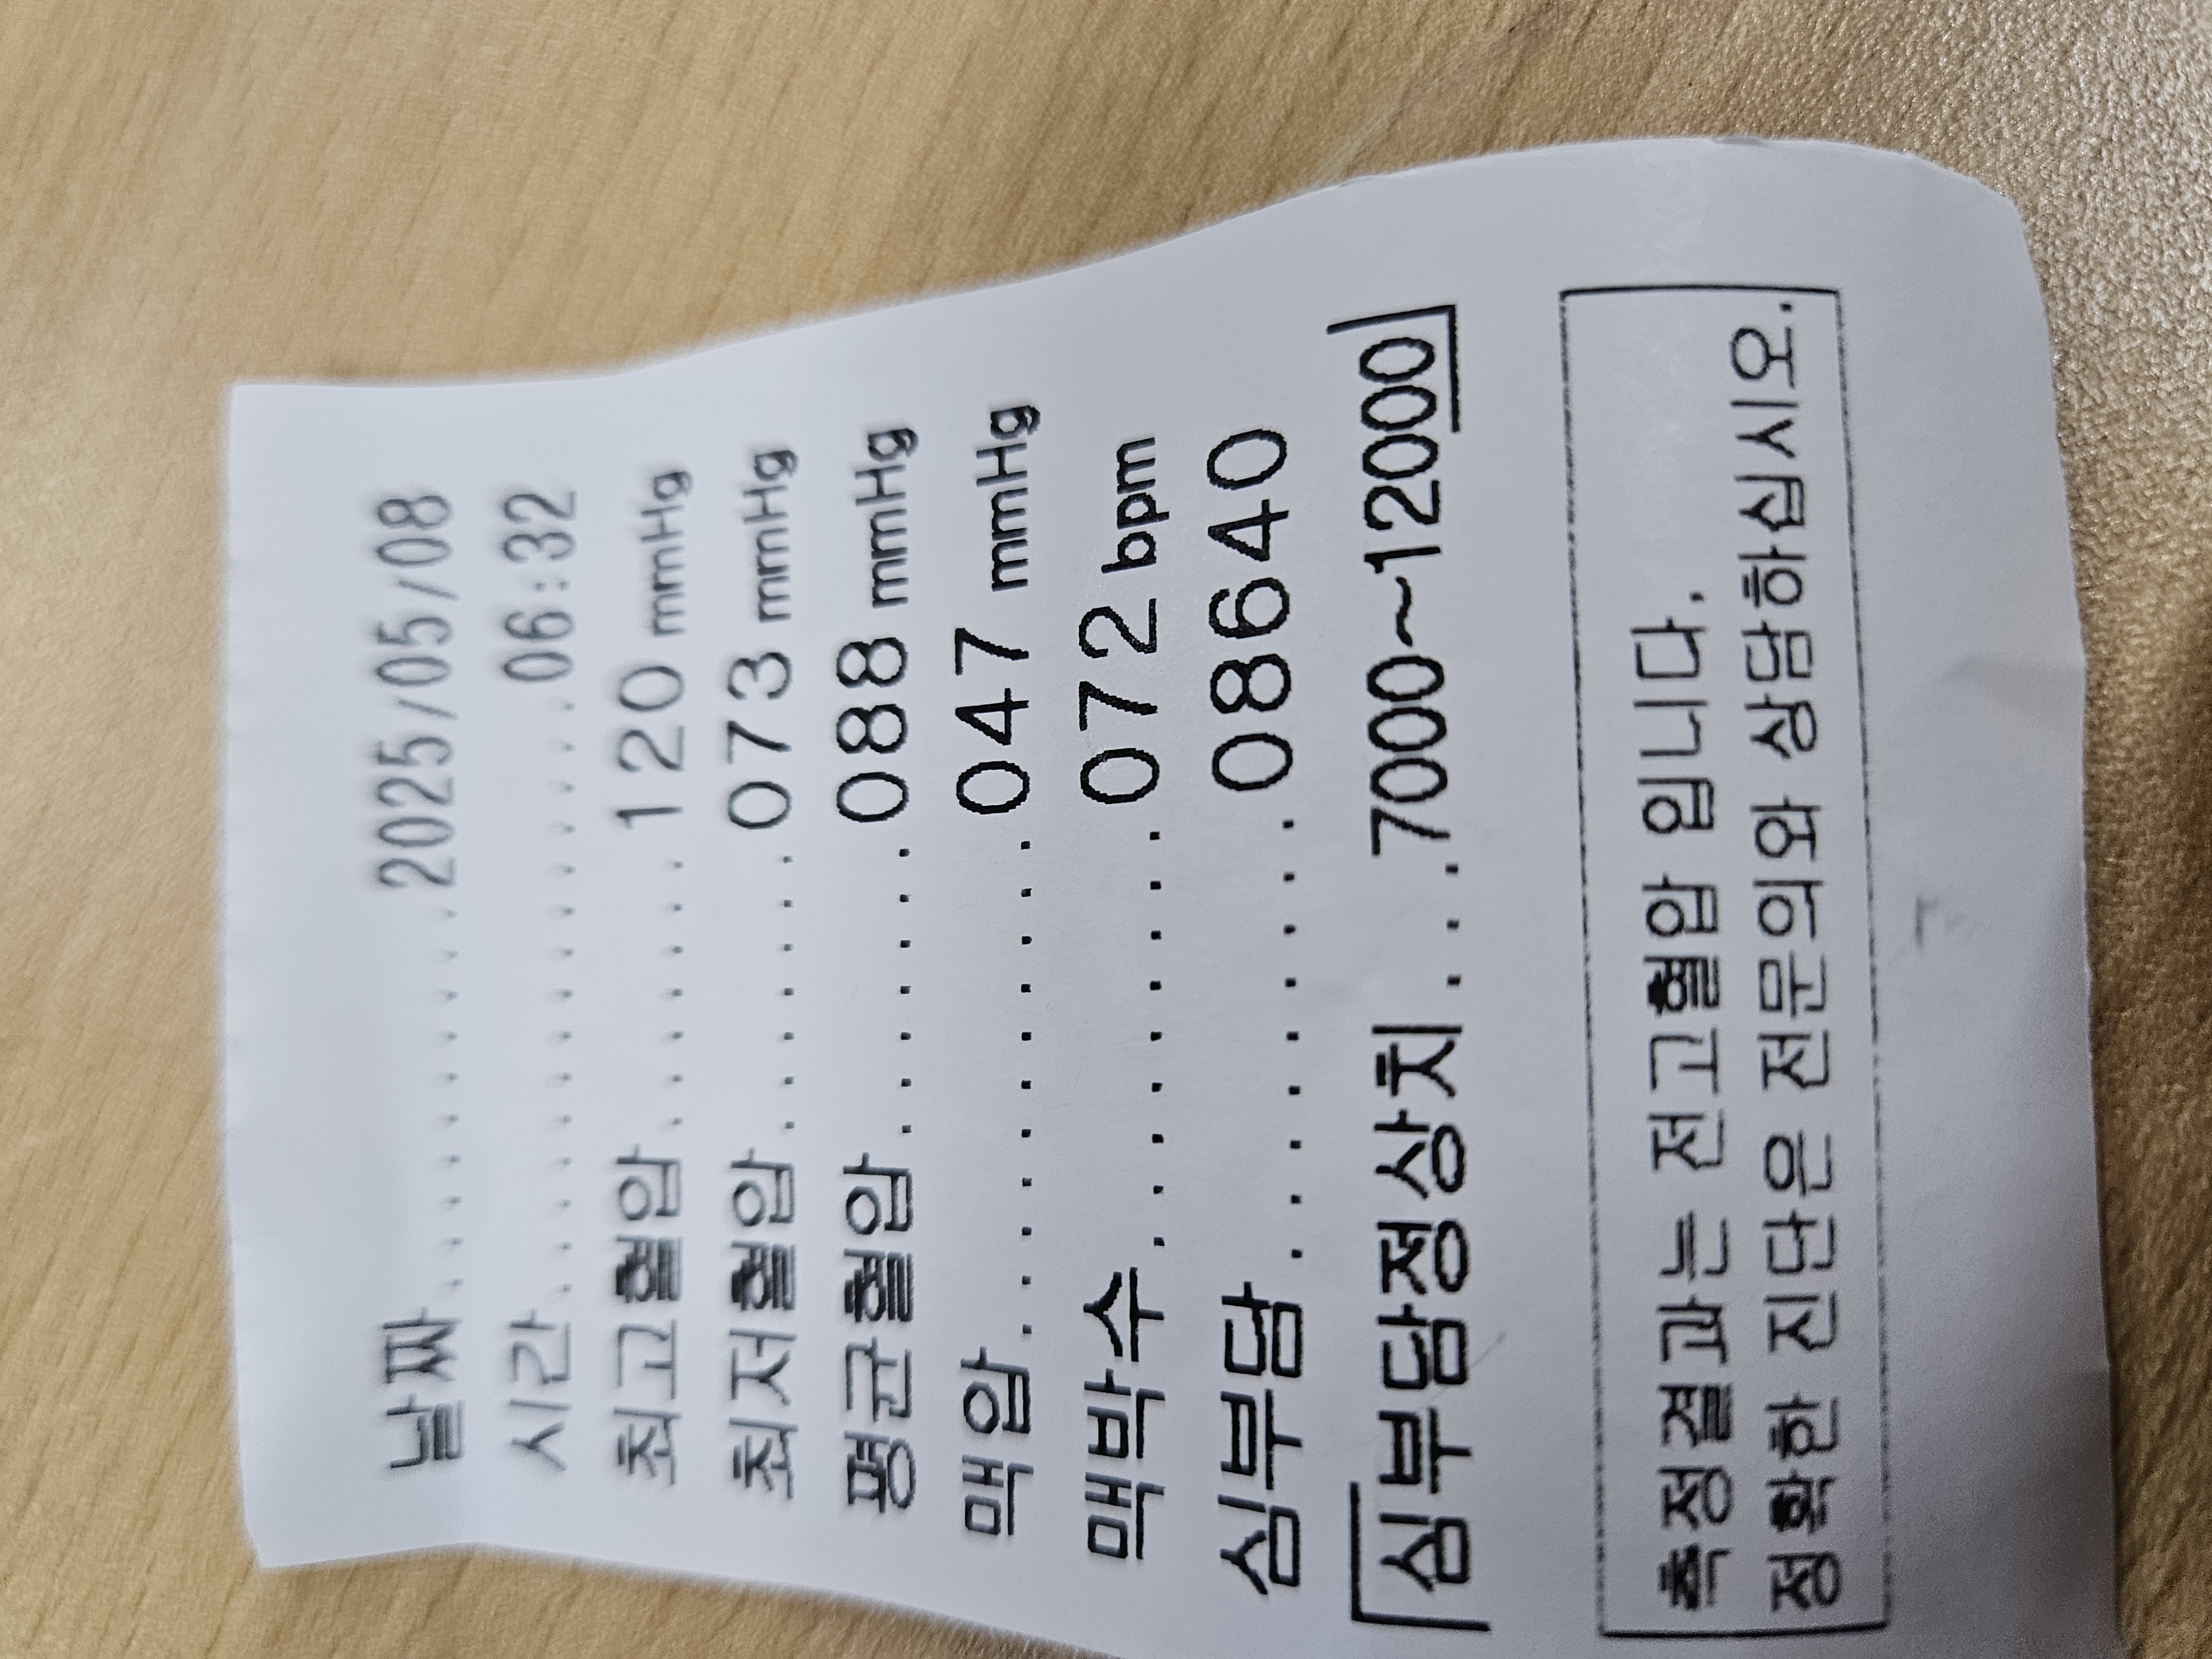 날짜..............2025/05/08
시간................06:32
최고혈압..........120 mmHg
최저혈압..........073 mmHg
평균혈압..........088 mmHg
맥압..............047 mmHg
맥박수............072 bpm
심부담............08640
「심부담정상치...7000~12000」
측정결과는 전고혈압 입니다.
정확한 진단은 전문의와 상담하십시오.